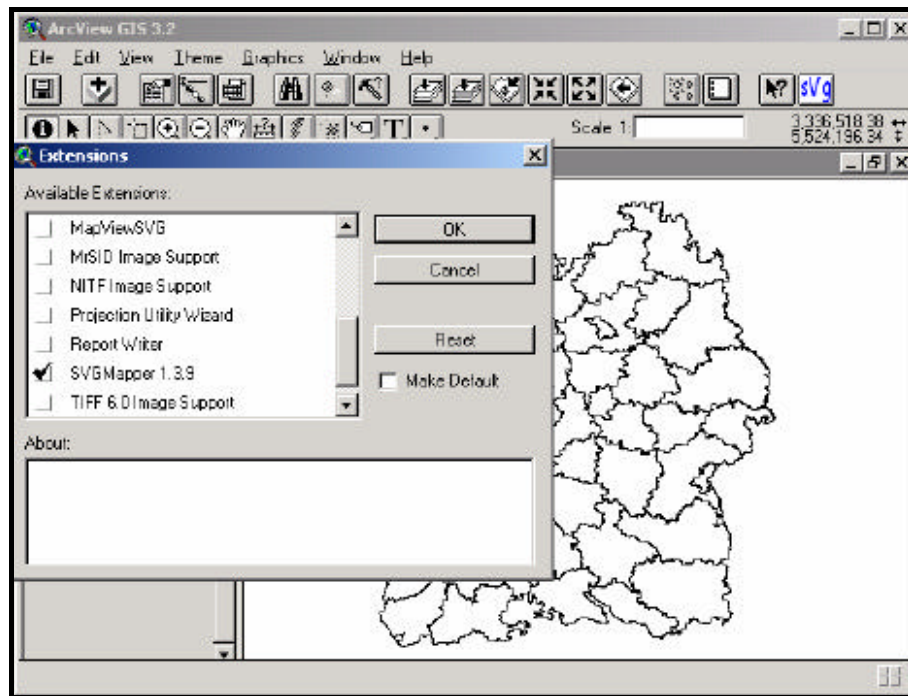 ArcView GIS 3.2
File Edit View Theme Graphics Window Help
sVg
T
Scale 1:
3,336,518.38
5,524,196.34
Extensions
Available Extensions:
MapViewSVG
MrSID Image Support
NITF Image Support
Projection Utility Wizard
Report Writer
SVGMapper 1.3.9
TIFF 6.0 Image Support
OK
Cancel
Reset
Make Default
About: